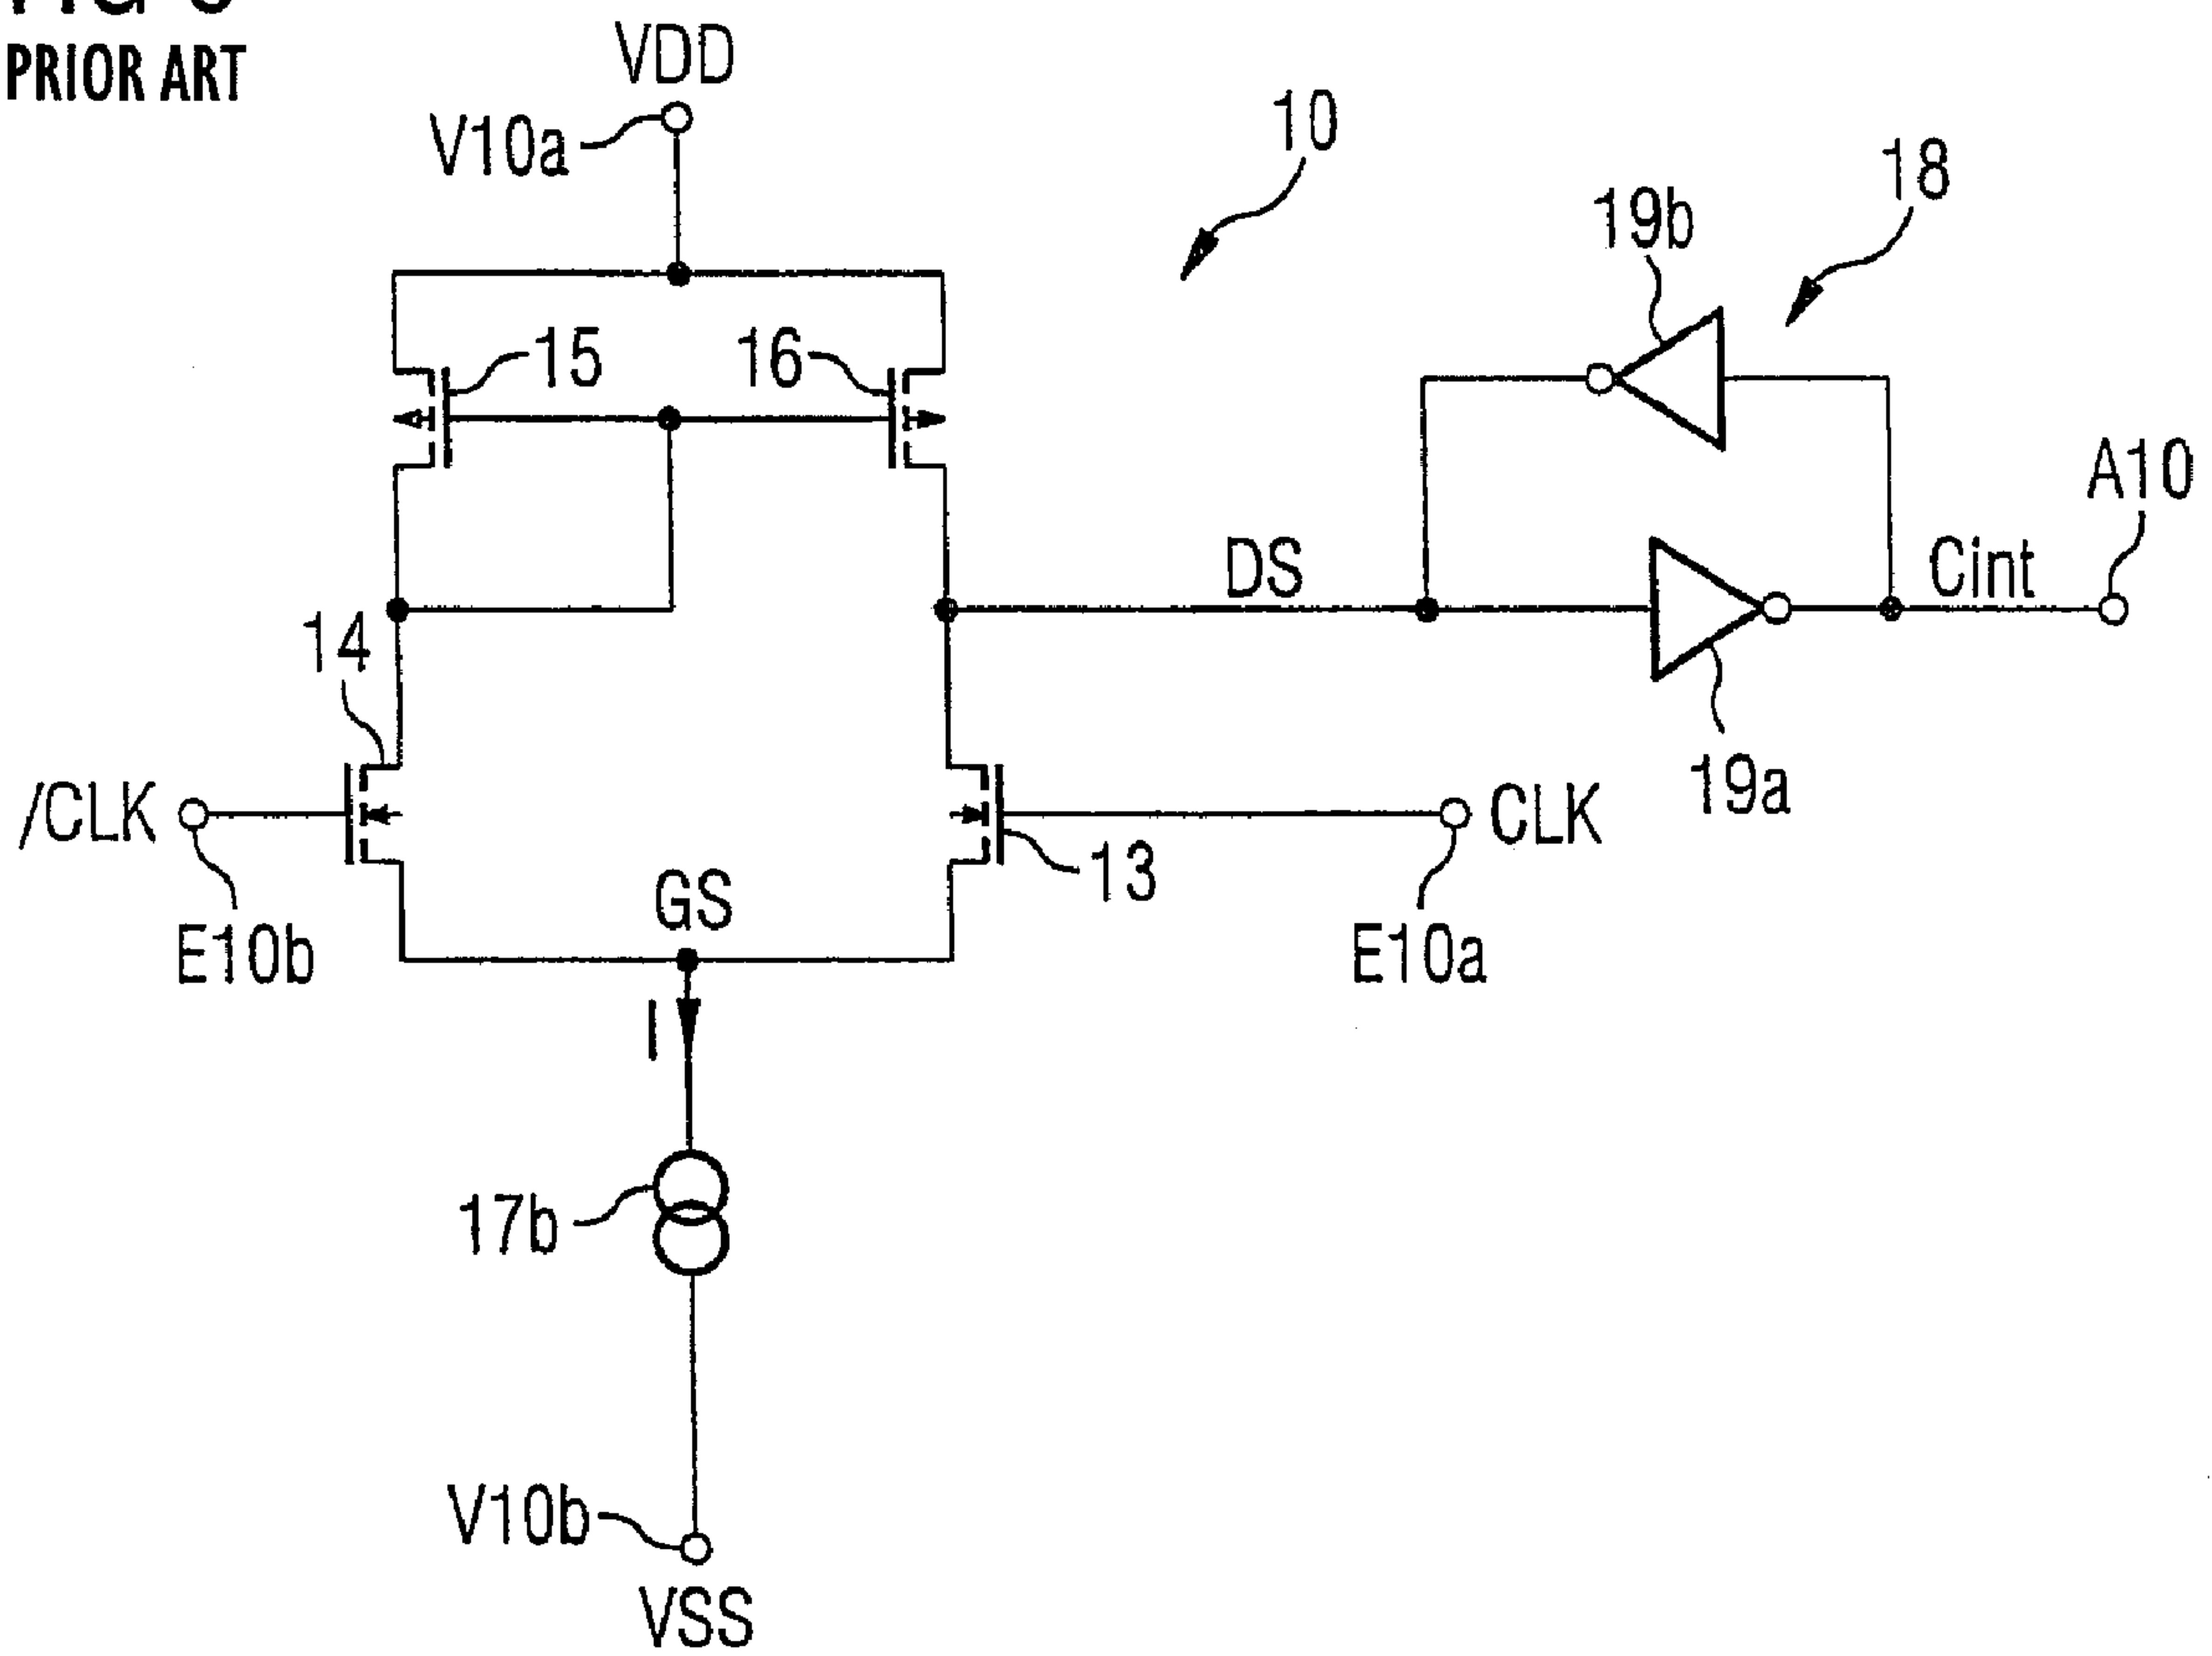 PRIOR ART
VDD
V10a
10
18
19b
15
16
A10
DS
Cint
14
19a
/CLK
CLK
13
GS
E10b
E10a
I
17b
V10b
VSS